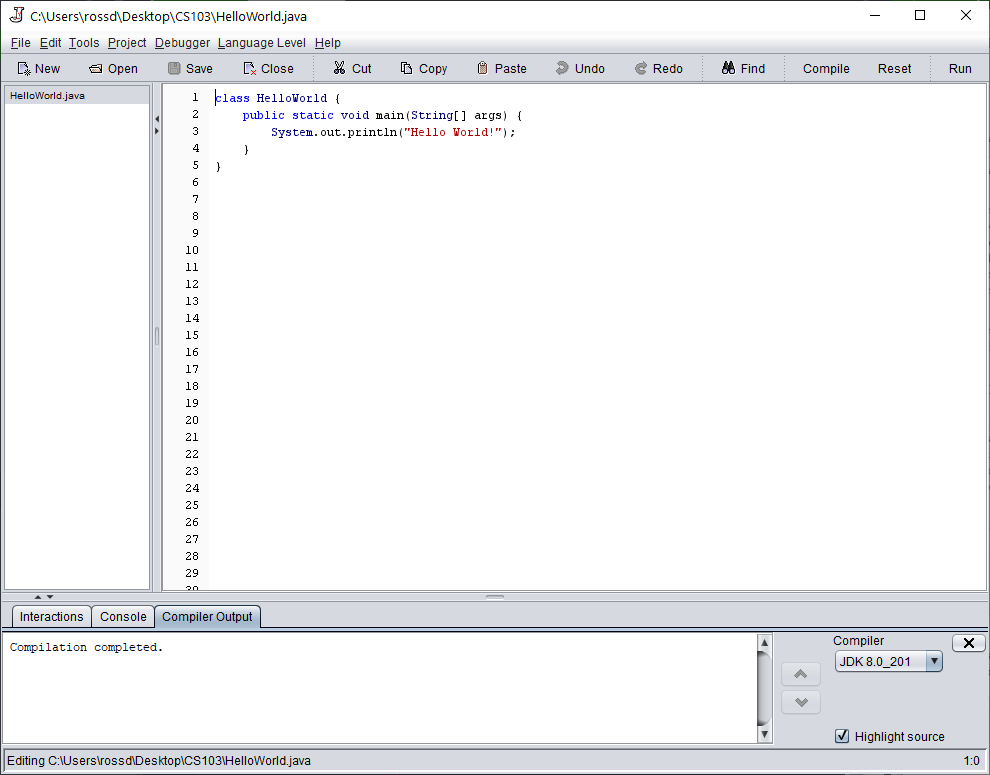 C:\Users\rossd\Desktop\CS103\HelloWorld.java
File Edit Tools Project Debugger Language Level Help
New Open Save Close Cut Copy Paste Undo Redo Find Compile Reset Run
HelloWorld.java
1 class HelloWorld {
2     public static void main(String[] args) {
3         System.out.println("Hello World!");
4     }
5 }
6
7
8
9
10
11
12
13
14
15
16
17
18
19
20
21
22
23
24
25
26
27
28
29
30
Interactions Console Compiler Output
Compilation completed.
Compiler
JDK 8.0_201
Highlight source
Editing C:\Users\rossd\Desktop\CS103\HelloWorld.java 1:0